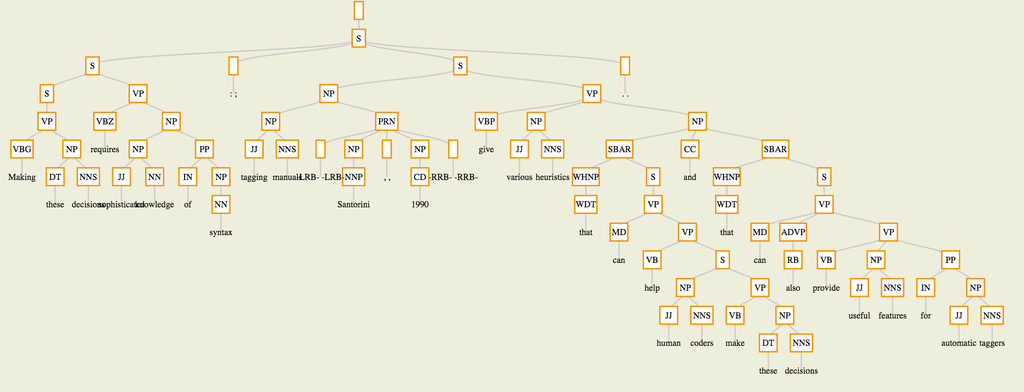 S
S S
S VP NP VP
: ; . .
VP VBZ NP NP PRN VBP NP NP
VBG NP requires NP PP JJ NNS NP NP give JJ NNS SBAR CC SBAR
Making DT NNS JJ NN IN NP tagging manuals -LRB- -LRB- NNP , , CD -RRB- -RRB- various heuristics WHNP S and WHNP S
these decisions sophisticated knowledge of NN Santorini 1990 WDT VP WDT VP
syntax that MD VP that MD ADVP VP
can VB S can RB VB NP PP
help NP VP also provide JJ NNS IN NP
JJ NNS VB NP useful features for JJ NNS
human coders make DT NNS automatic taggers
these decisions